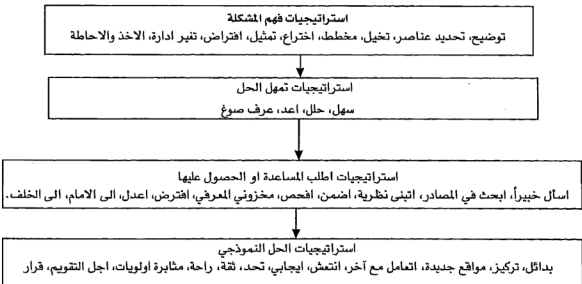 استراتيجيات فهم المشكلة
توضيح، تحديد عناصر، تخيل، مخطط، اختراع، تمثيل، افتراض، تغير ادارة، الاخذ والاحاطة
استراتيجيات تمهل الحل
سهل، حلل، اعد، عرف صوغ
استراتيجيات اطلب المساعدة او الحصول عليها
اسأل خبيراً، ابحث في المصادر، اتبنى نظرية، اضمن، افحص، مخزوني المعرفي، افترض، اعدل، الى الامام، الى الخلف.
استراتيجيات الحل النموذجي
بدائل، تركيز، مواقع جديدة، اتعامل مع آخر، انتعش، ايجابي، تحد، ثقة، راحة، مثابرة اولويات، اجل التقويم، قرار